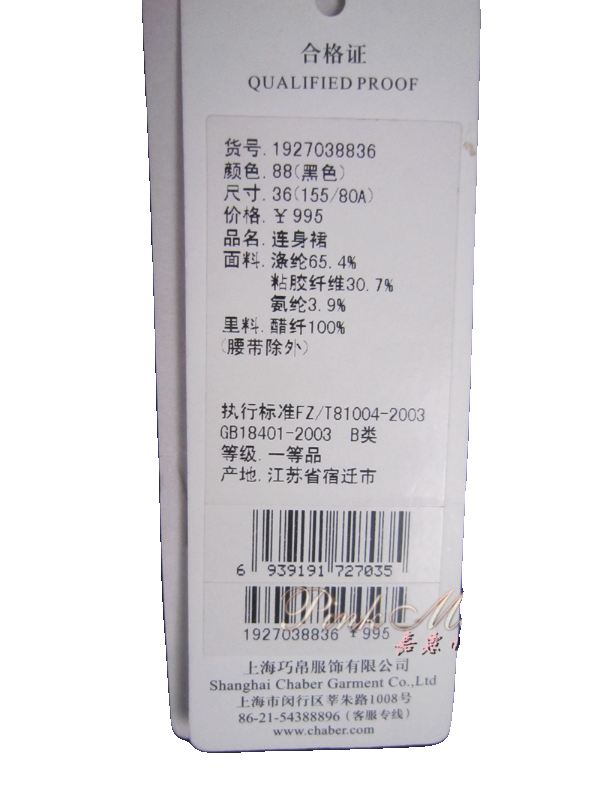 合格证
QUALIFIED PROOF
货号.1927038836
颜色.88(黑色)
尺寸.36(155/80A)
价格.¥995
品名.连身裙
面料.涤纶65.4%
粘胶纤维30.7%
氨纶3.9%
里料.醋纤100%
(腰带除外)
执行标准FZ/T81004-2003
GB18401-2003 B类
等级.一等品
产地.江苏省宿迁市
6 939191 727035
Pink M
1927038836 ¥995
上海巧帛服饰有限公司
Shanghai Chaber Garment Co.,Ltd
上海市闵行区莘朱路1008号
86-21-54388896（客服专线）
www.chaber.com